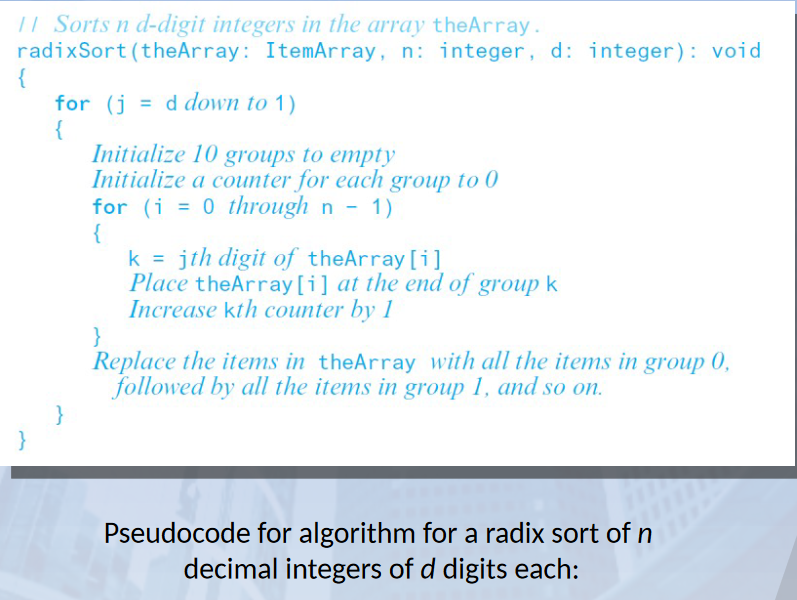 // Sorts n d-digit integers in the array theArray.
radixSort(theArray: ItemArray, n: integer, d: integer): void
{
for (j = d down to 1)
{
Initialize 10 groups to empty
Initialize a counter for each group to 0
for (i = 0 through n - 1)
{
k = jth digit of theArray[i]
Place theArray[i] at the end of group k
Increase kth counter by 1
}
Replace the items in theArray with all the items in group 0,
followed by all the items in group 1, and so on.
}
}
Pseudocode for algorithm for a radix sort of n
decimal integers of d digits each: